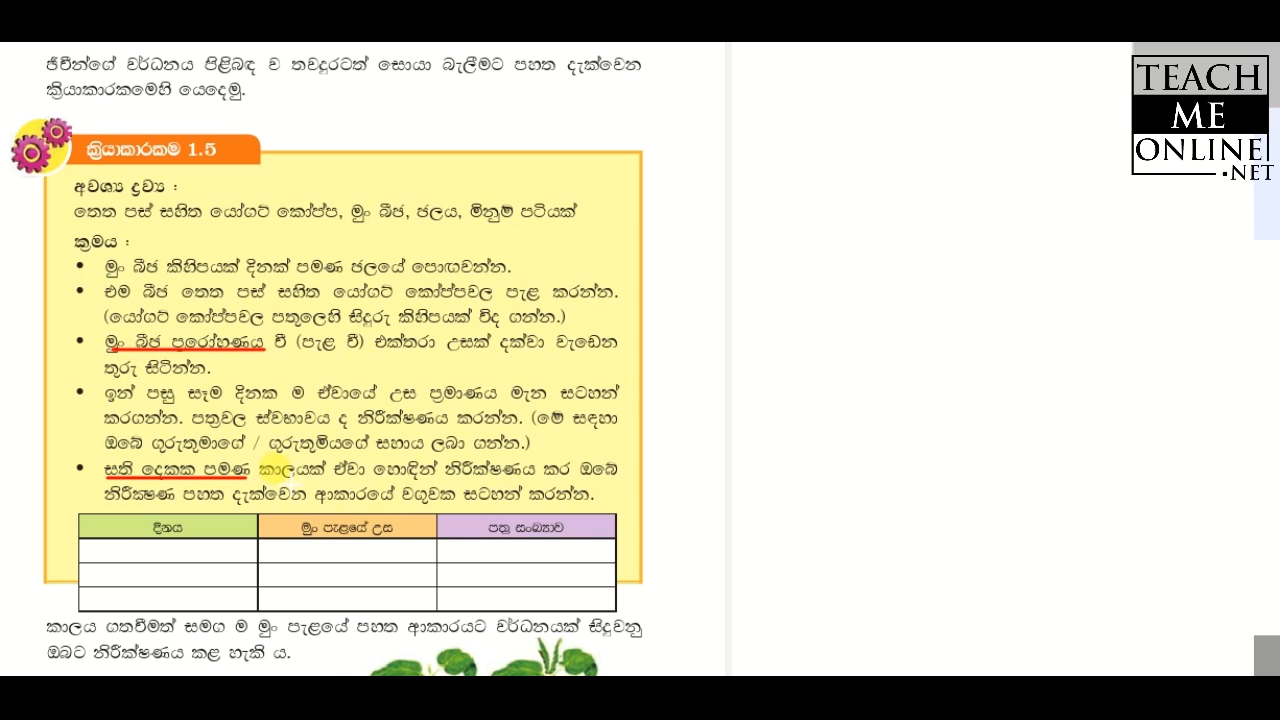 ජීවීන්ගේ වර්ධනය පිළිබඳ ව තවදුරටත් සොයා බැලීමට පහත දැක්වෙන
ක්‍රියාකාරකමෙහි යෙදෙමු.
ක්‍රියාකාරකම 1.5
අවශ්‍ය ද්‍රව්‍ය :
තෙත පස් සහිත යෝගට් කෝප්ප, මුං බීජ, ජලය, මිනුම් පටියක්
ක්‍රමය :
• මුං බීජ කිහිපයක් දිනක් පමණ ජලයේ පොඟවන්න.
• එම බීජ තෙත පස් සහිත යෝගට් කෝප්පවල පැළ කරන්න.
(යෝගට් කෝප්පවල පතුලෙහි සිදුරු කිහිපයක් විද ගන්න.)
• මුං බීජ ප්‍රරෝහණය වී (පැළ වී) එක්තරා උසක් දක්වා වැඩෙන
තුරු සිටින්න.
• ඉන් පසු සෑම දිනක ම ඒවායේ උස ප්‍රමාණය මැන සටහන්
කරගන්න. පත්‍රවල ස්වභාවය ද නිරීක්ෂණය කරන්න. (මේ සඳහා
ඔබේ ගුරුතුමාගේ / ගුරුතුමියගේ සහාය ලබා ගන්න.)
• සති දෙකක පමණ කාලයක් ඒවා හොඳින් නිරීක්ෂණය කර ඔබේ
නිරීක්ෂණ පහත දැක්වෙන ආකාරයේ වගුවක සටහන් කරන්න.
දිනය මුං පැළයේ උස පත්‍ර සංඛ්‍යාව
කාලය ගතවීමත් සමග ම මුං පැළයේ පහත ආකාරයට වර්ධනයක් සිදුවනු
ඔබට නිරීක්ෂණය කළ හැකි ය.
TEACH
ME
ONLINE
.NET